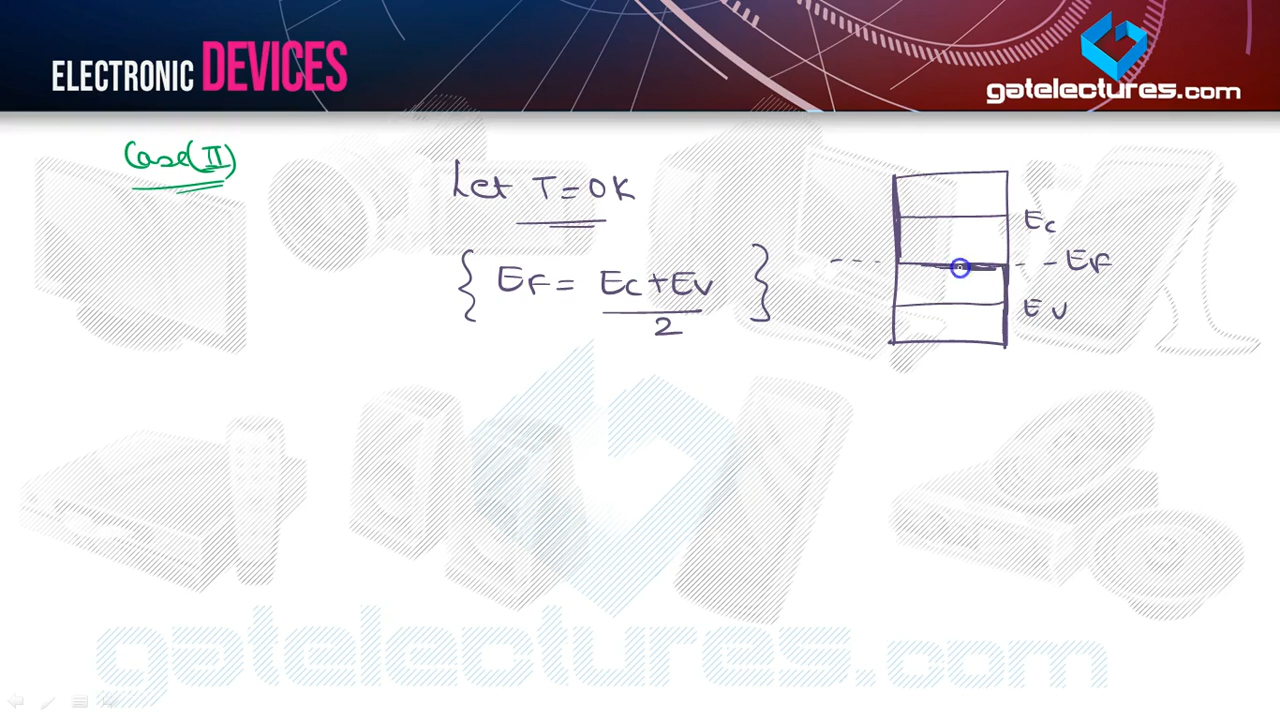 ELECTRONIC DEVICES
gatelectures.com
Case(II)
Let T=0K
{ EF = Ec+Ev / 2 }
Ec
EF
Ev
gatelectures.com